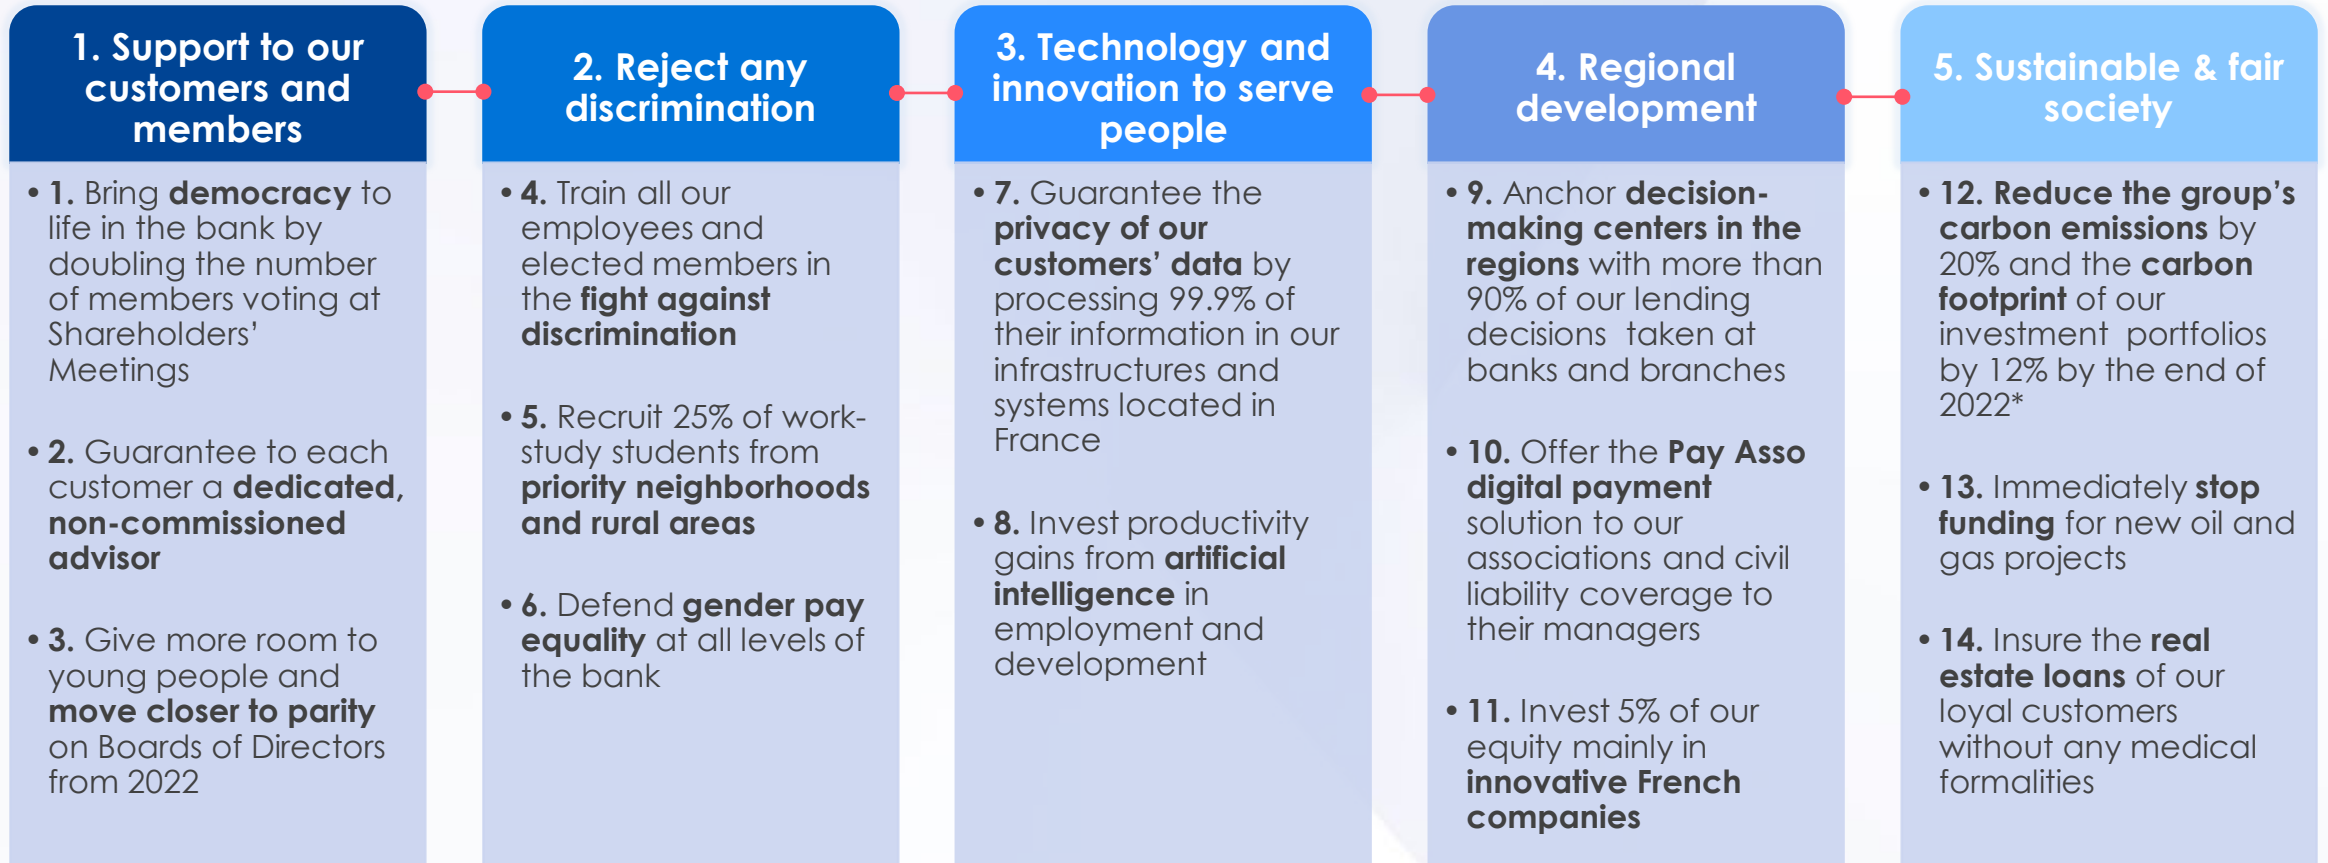 1. Support to our
customers and
members
• 1. Bring democracy to
life in the bank by
doubling the number
of members voting at
Shareholders’
Meetings
• 2. Guarantee to each
customer a dedicated,
non-commissioned
advisor
• 3. Give more room to
young people and
move closer to parity
on Boards of Directors
from 2022
2. Reject any
discrimination
• 4. Train all our
employees and
elected members in
the fight against
discrimination
• 5. Recruit 25% of work-
study students from
priority neighborhoods
and rural areas
• 6. Defend gender pay
equality at all levels of
the bank
3. Technology and
innovation to serve
people
• 7. Guarantee the
privacy of our
customers’ data by
processing 99.9% of
their information in our
infrastructures and
systems located in
France
• 8. Invest productivity
gains from artificial
intelligence in
employment and
development
4. Regional
development
• 9. Anchor decision-
making centers in the
regions with more than
90% of our lending
decisions taken at
banks and branches
• 10. Offer the Pay Asso
digital payment
solution to our
associations and civil
liability coverage to
their managers
• 11. Invest 5% of our
equity mainly in
innovative French
companies
5. Sustainable & fair
society
• 12. Reduce the group’s
carbon emissions by
20% and the carbon
footprint of our
investment portfolios
by 12% by the end of
2022*
• 13. Immediately stop
funding for new oil and
gas projects
• 14. Insure the real
estate loans of our
loyal customers
without any medical
formalities